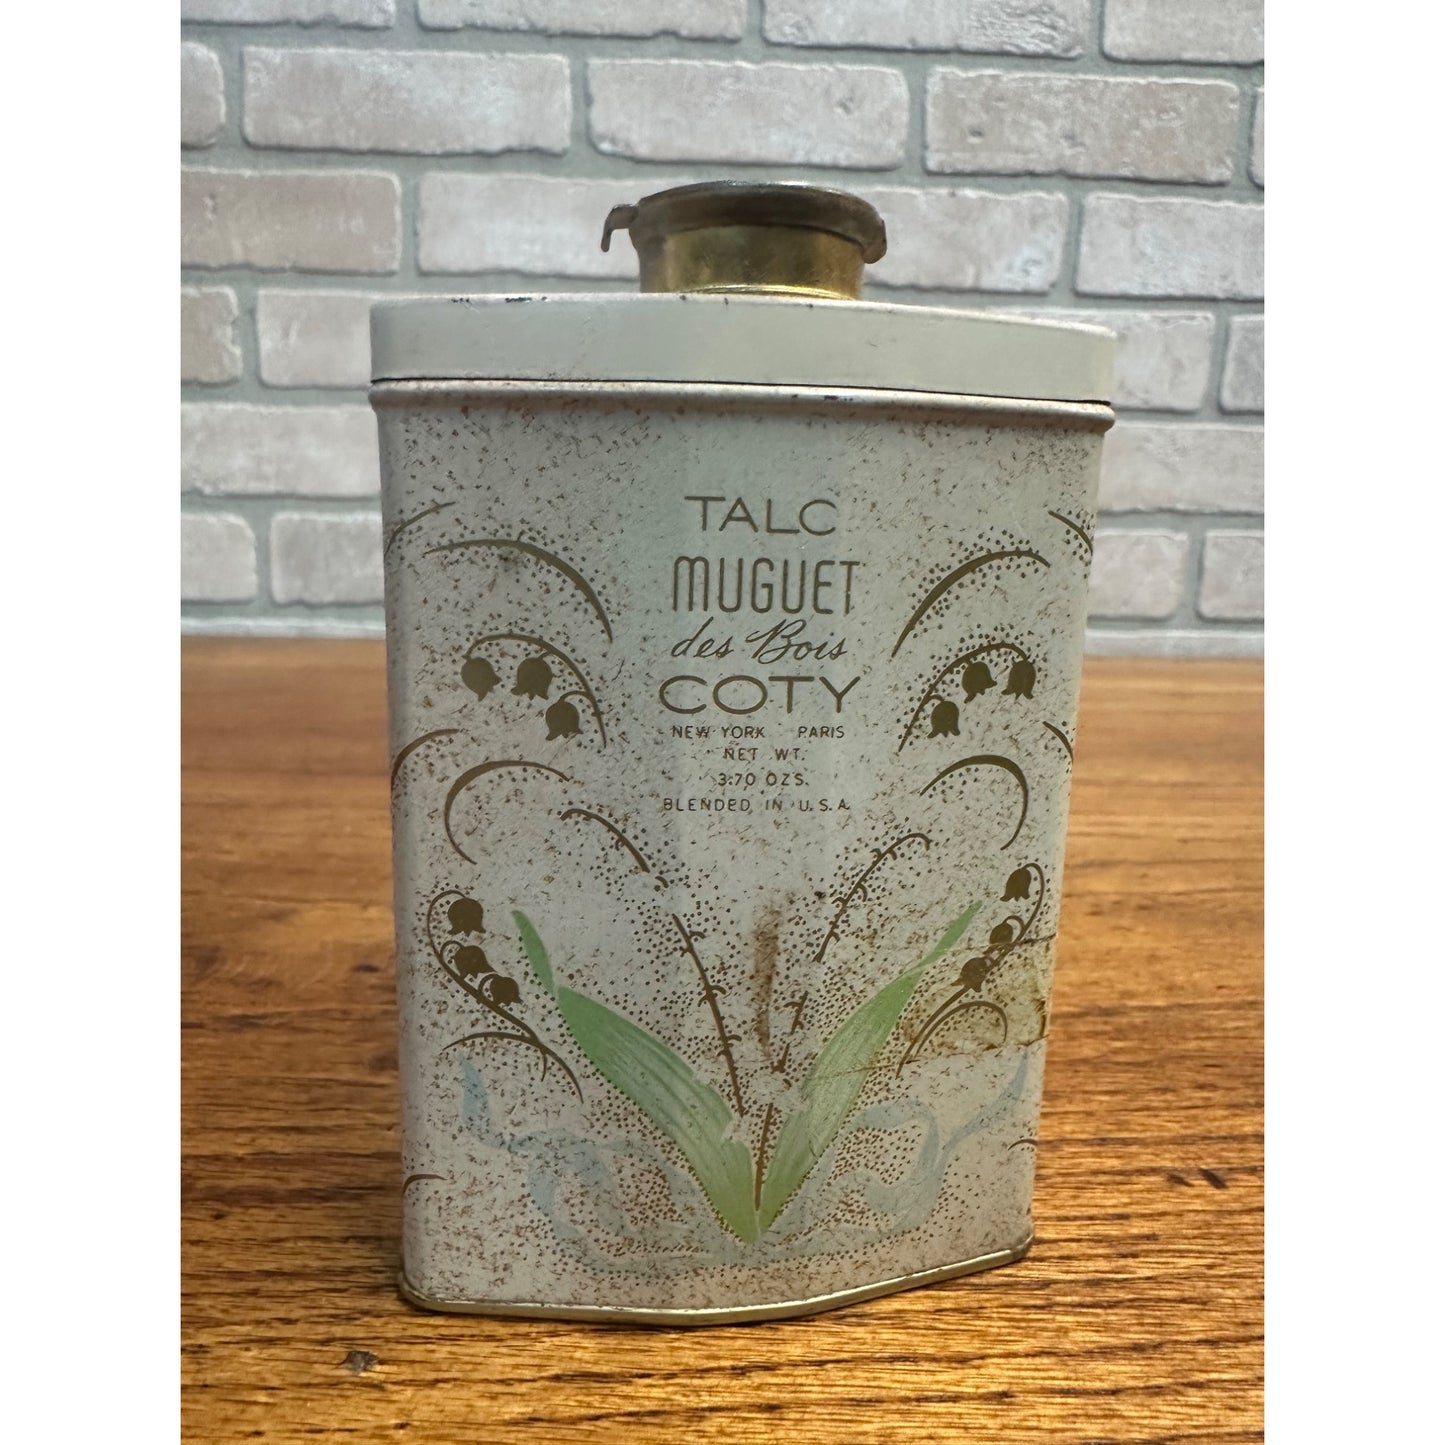 TALC
MUGUET
des Bois
COTY
NEW YORK PARIS
NET WT.
3.70 OZS.
BLENDED IN U.S.A.